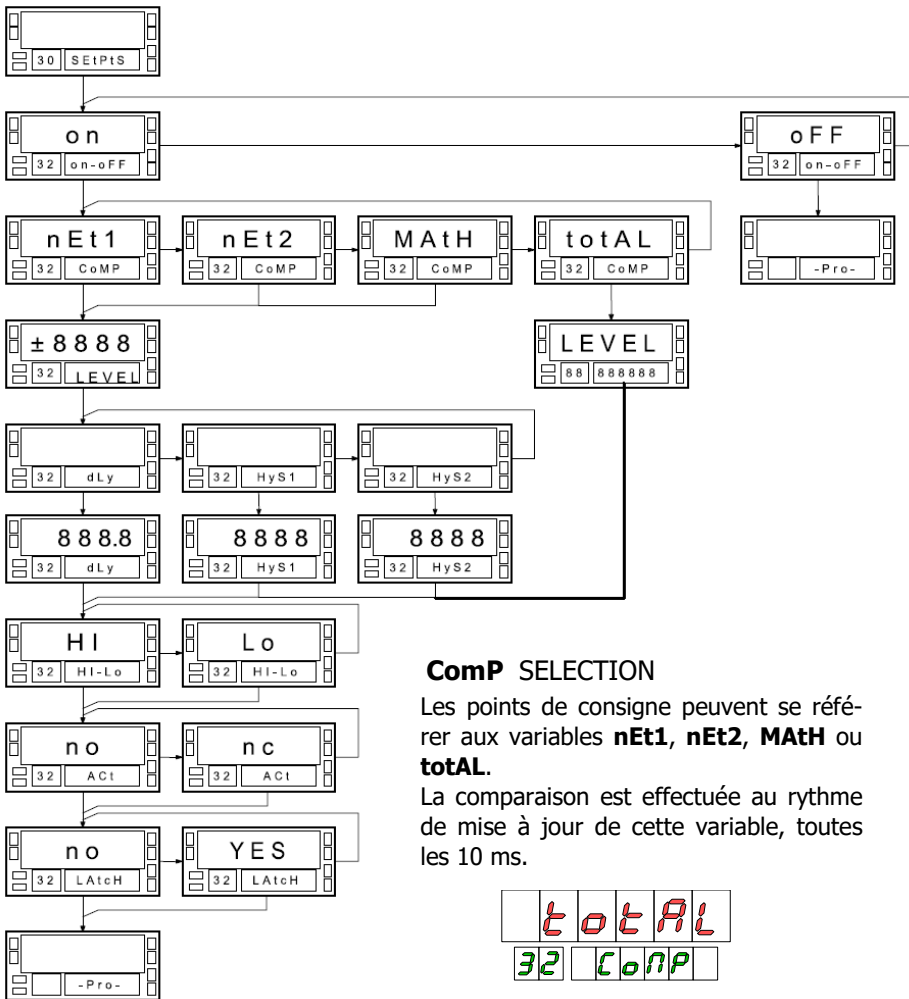 30 SEtPtS
on
32 on-oFF
oFF
32 on-oFF
nEt1
32 CoMP
nEt2
32 CoMP
MAtH
32 CoMP
totAL
32 CoMP
-Pro-
±8888
32 LEVEL
LEVEL
88 888888
32 dLy
32 HyS1
32 HyS2
888.8
32 dLy
8888
32 HyS1
8888
32 HyS2
HI
32 HI-Lo
Lo
32 HI-Lo
no
32 ACt
nc
32 ACt
no
32 LAtcH
YES
32 LAtcH
-Pro-
ComP SELECTION
Les points de consigne peuvent se réfé-
rer aux variables nEt1, nEt2, MAtH ou
totAL.
La comparaison est effectuée au rythme
de mise à jour de cette variable, toutes
les 10 ms.
totAL
32 CoMP